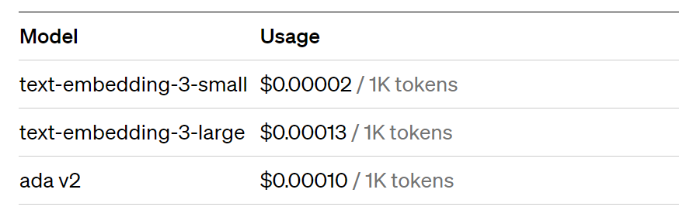 Model Usage
text-embedding-3-small $0.00002 / 1K tokens
text-embedding-3-large $0.00013 / 1K tokens
ada v2 $0.00010 / 1K tokens